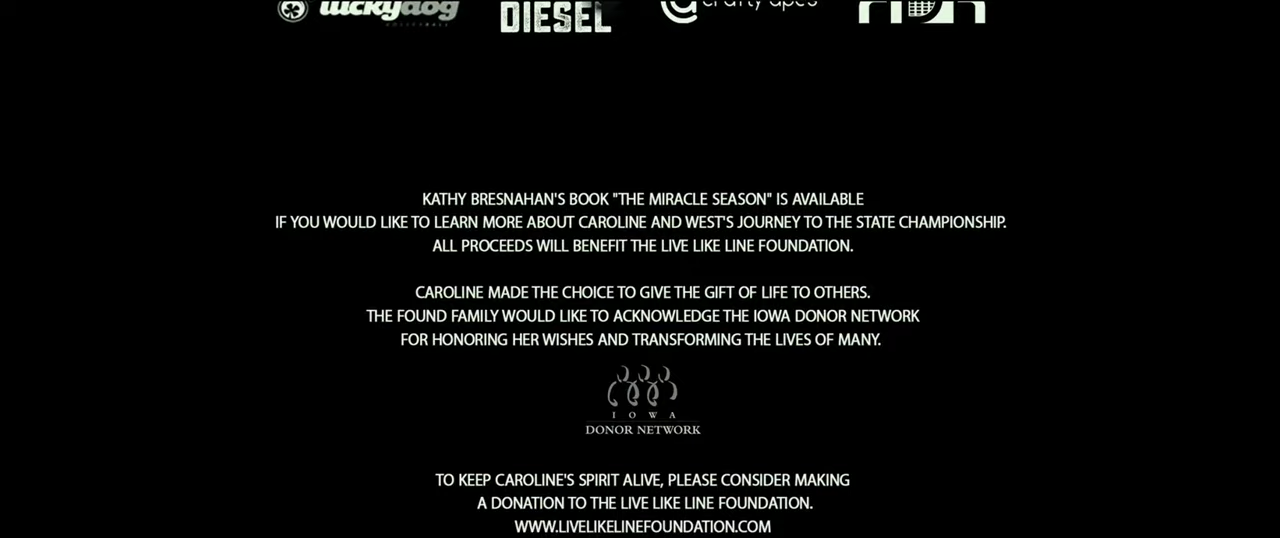 luckydog
DIESEL
crafty apes
KATHY BRESNAHAN'S BOOK "THE MIRACLE SEASON" IS AVAILABLE
IF YOU WOULD LIKE TO LEARN MORE ABOUT CAROLINE AND WEST'S JOURNEY TO THE STATE CHAMPIONSHIP.
ALL PROCEEDS WILL BENEFIT THE LIVE LIKE LINE FOUNDATION.
CAROLINE MADE THE CHOICE TO GIVE THE GIFT OF LIFE TO OTHERS.
THE FOUND FAMILY WOULD LIKE TO ACKNOWLEDGE THE IOWA DONOR NETWORK
FOR HONORING HER WISHES AND TRANSFORMING THE LIVES OF MANY.
IOWA
DONOR NETWORK
TO KEEP CAROLINE'S SPIRIT ALIVE, PLEASE CONSIDER MAKING
A DONATION TO THE LIVE LIKE LINE FOUNDATION.
WWW.LIVELIKELINEFOUNDATION.COM